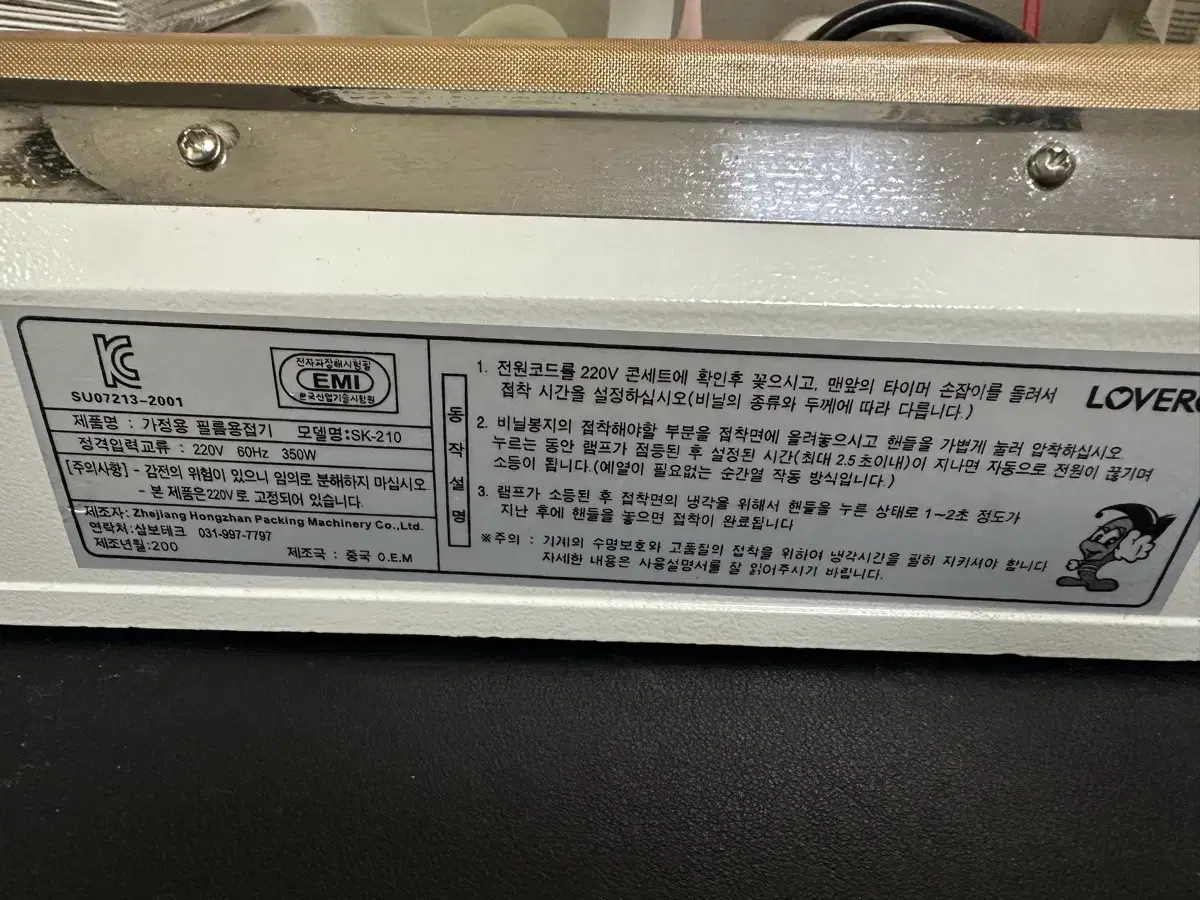 KC
SU07213-2001
전자파장해시험필
EMI
한국산업기술시험원
제품명 : 가정용 필름용접기 모델명:SK-210
정격입력교류 : 220V 60Hz 350W
[주의사항] - 감전의 위험이 있으니 임의로 분해하지 마십시오
- 본 제품은 220V로 고정되어 있습니다.
제조자: Zhejiang Hongzhan Packing Machinery Co.,Ltd.
연락처:삼보테크 031-997-7797
제조년월:200 제조국 : 중국 O.E.M
동작설명
1. 전원코드를 220V 콘세트에 확인후 꽂으시고, 맨앞의 타이머 손잡이를 돌려서
접착 시간을 설정하십시오(비닐의 종류와 두께에 따라 다릅니다.)
2. 비닐봉지의 접착해야할 부분을 접착면에 올려놓으시고 핸들을 가볍게 눌러 압착하십시오
누르는 동안 램프가 점등된 후 설정된 시간(최대 2.5초이내)이 지나면 자동으로 전원이 끊기며
소등이 됩니다.(예열이 필요없는 순간열 작동 방식입니다.)
3. 램프가 소등된 후 접착면의 냉각을 위해서 핸들을 누른 상태로 1~2초 정도가
지난 후에 핸들을 놓으면 접착이 완료됩니다
※주의 : 기계의 수명보호와 고품질의 접착을 위하여 냉각시간을 필히 지키셔야 합니다
자세한 내용은 사용설명서를 잘 읽어주시기 바랍니다.
LOVERO